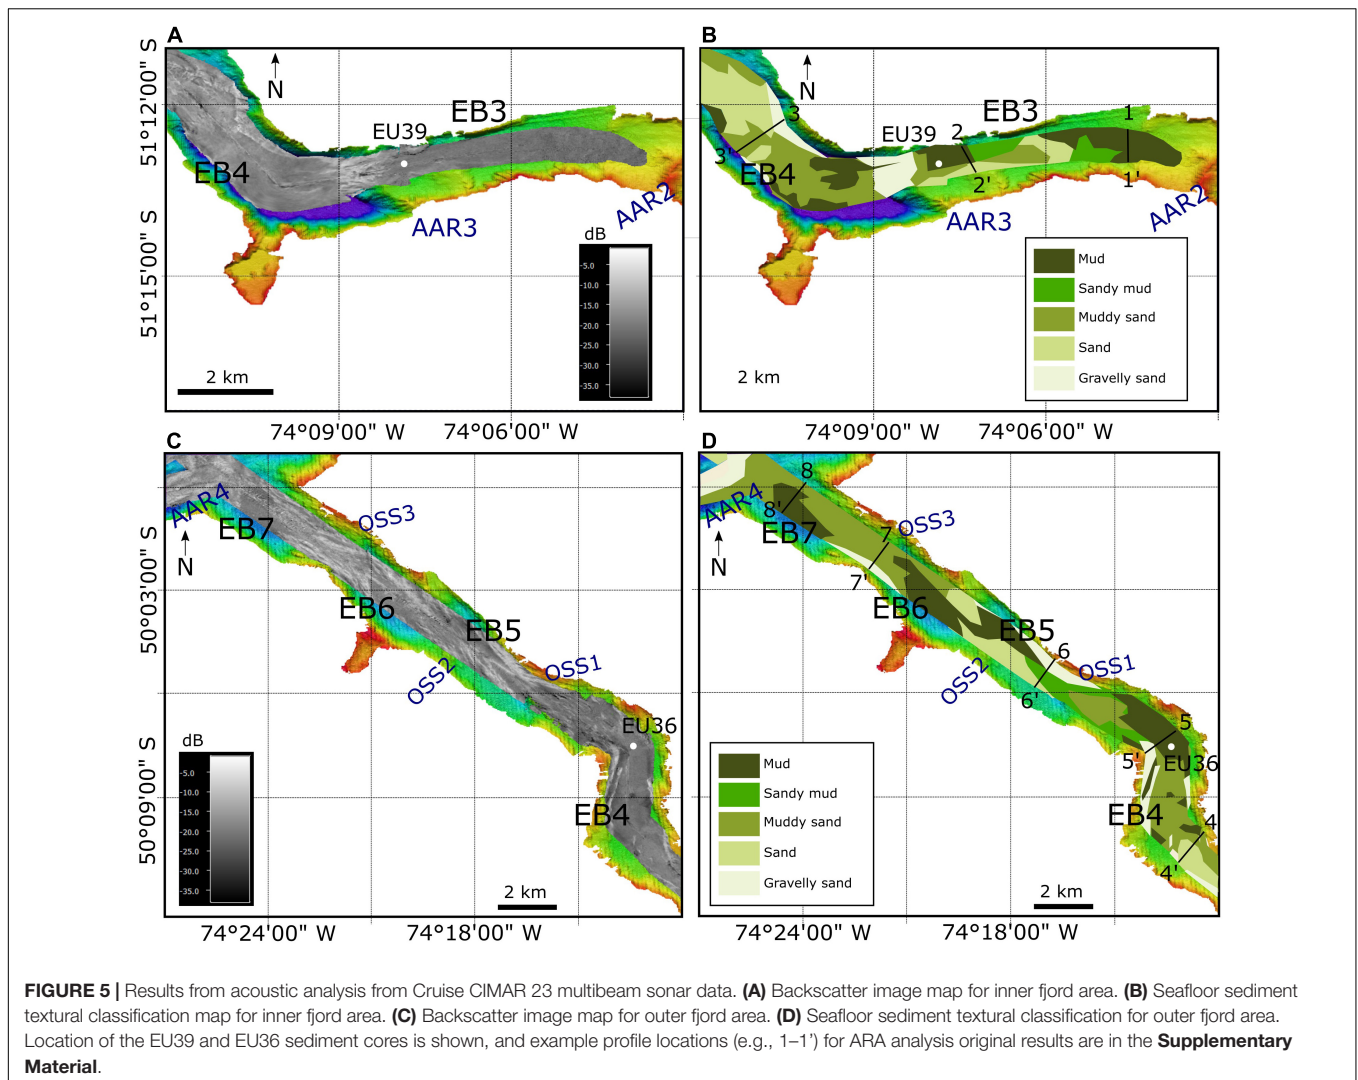 A
B
51°12'00" S
N
EB3
EU39
EB4
AAR3
AAR2
dB
-5.0
-10.0
-15.0
-20.0
-25.0
-30.0
-35.0
51°15'00" S
2 km
74°09'00" W
74°06'00" W
N
EB3
1
3
EU39
2
3'
EB4
2'
1'
AAR3
AAR2
Mud
Sandy mud
Muddy sand
Sand
Gravelly sand
2 km
74°09'00" W
74°06'00" W
C
D
AAR4
OSS3
EB7
N
50°03'00" S
EB6
EB5
OSS2
OSS1
EU36
dB
-5.0
-10.0
-15.0
-20.0
-25.0
-30.0
-35.0
50°09'00" S
EB4
2 km
74°24'00" W
74°18'00" W
8
AAR4
8'
OSS3
EB7
7
N
7'
EB6
EB5
6
OSS2
OSS1
6'
5
5'
EU36
Mud
Sandy mud
Muddy sand
Sand
Gravelly sand
EB4
4
4'
2 km
74°24'00" W
74°18'00" W
FIGURE 5 | Results from acoustic analysis from Cruise CIMAR 23 multibeam sonar data. (A) Backscatter image map for inner fjord area. (B) Seafloor sediment
textural classification map for inner fjord area. (C) Backscatter image map for outer fjord area. (D) Seafloor sediment textural classification for outer fjord area.
Location of the EU39 and EU36 sediment cores is shown, and example profile locations (e.g., 1–1') for ARA analysis original results are in the Supplementary
Material.